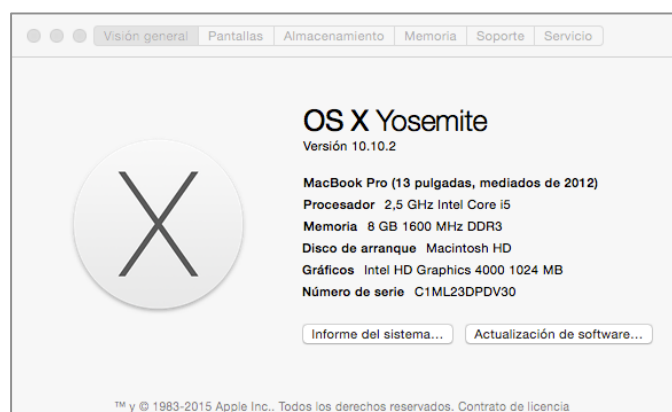 Visión general Pantallas Almacenamiento Memoria Soporte Servicio
OS X Yosemite
Versión 10.10.2
MacBook Pro (13 pulgadas, mediados de 2012)
Procesador 2,5 GHz Intel Core i5
Memoria 8 GB 1600 MHz DDR3
Disco de arranque Macintosh HD
Gráficos Intel HD Graphics 4000 1024 MB
Número de serie C1ML23DPDV30
Informe del sistema... Actualización de software...
™ y © 1983-2015 Apple Inc.. Todos los derechos reservados. Contrato de licencia